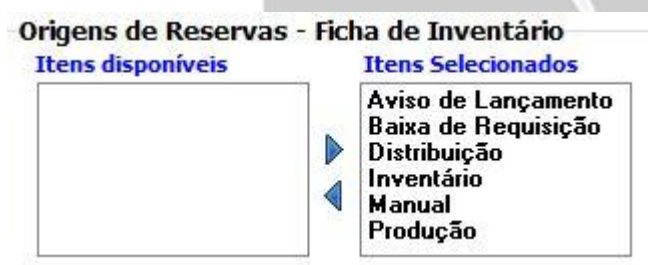 Origens de Reservas - Ficha de Inventário
Itens disponíveis
Itens Selecionados
Aviso de Lançamento
Baixa de Requisição
Distribuição
Inventário
Manual
Produção